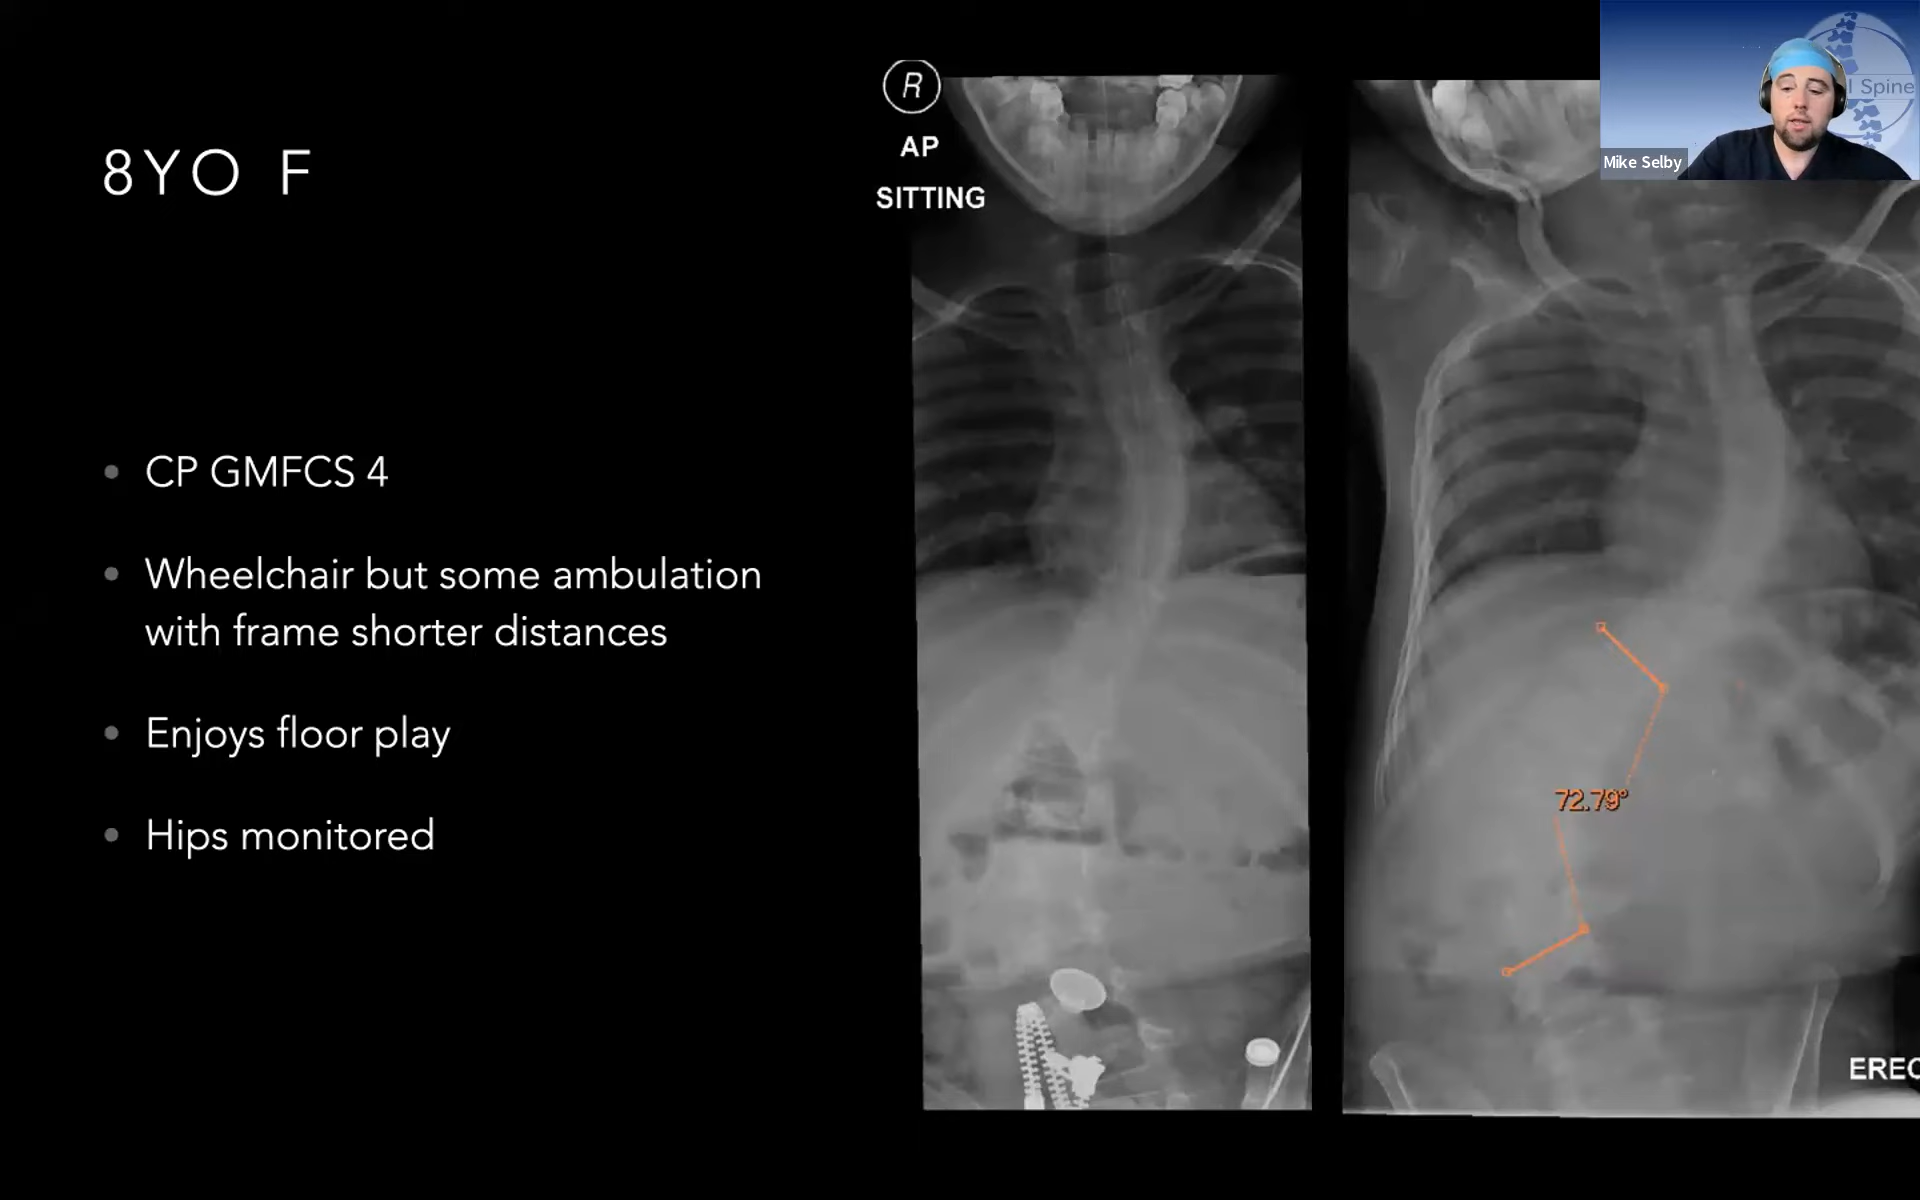 8YO F
CP GMFCS 4
Wheelchair but some ambulation
with frame shorter distances
Enjoys floor play
Hips monitored
R
AP
SITTING
72.79°
EREC
Mike Selby
l Spine